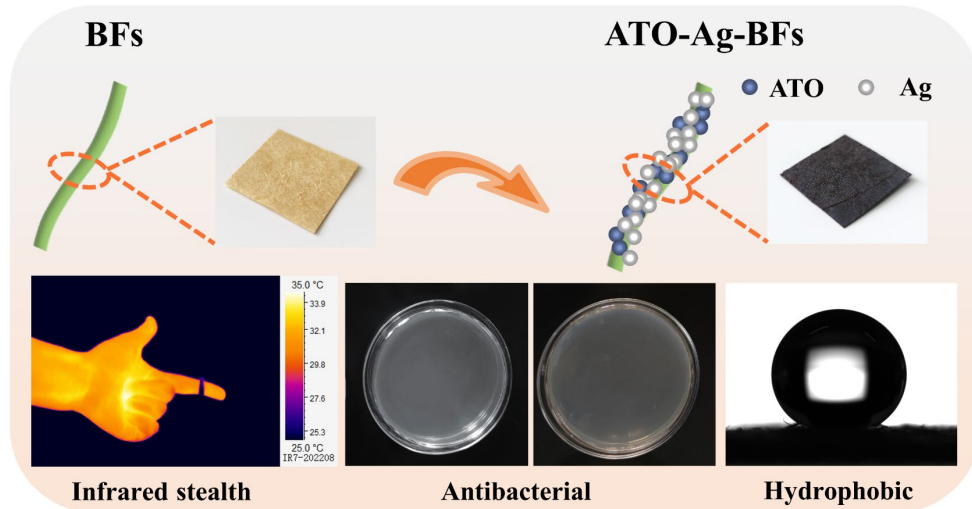 BFs
ATO-Ag-BFs
ATO
Ag
35.0 °C
33.9
32.1
29.8
27.6
25.3
25.0 °C
IR7-202208
Infrared stealth
Antibacterial
Hydrophobic